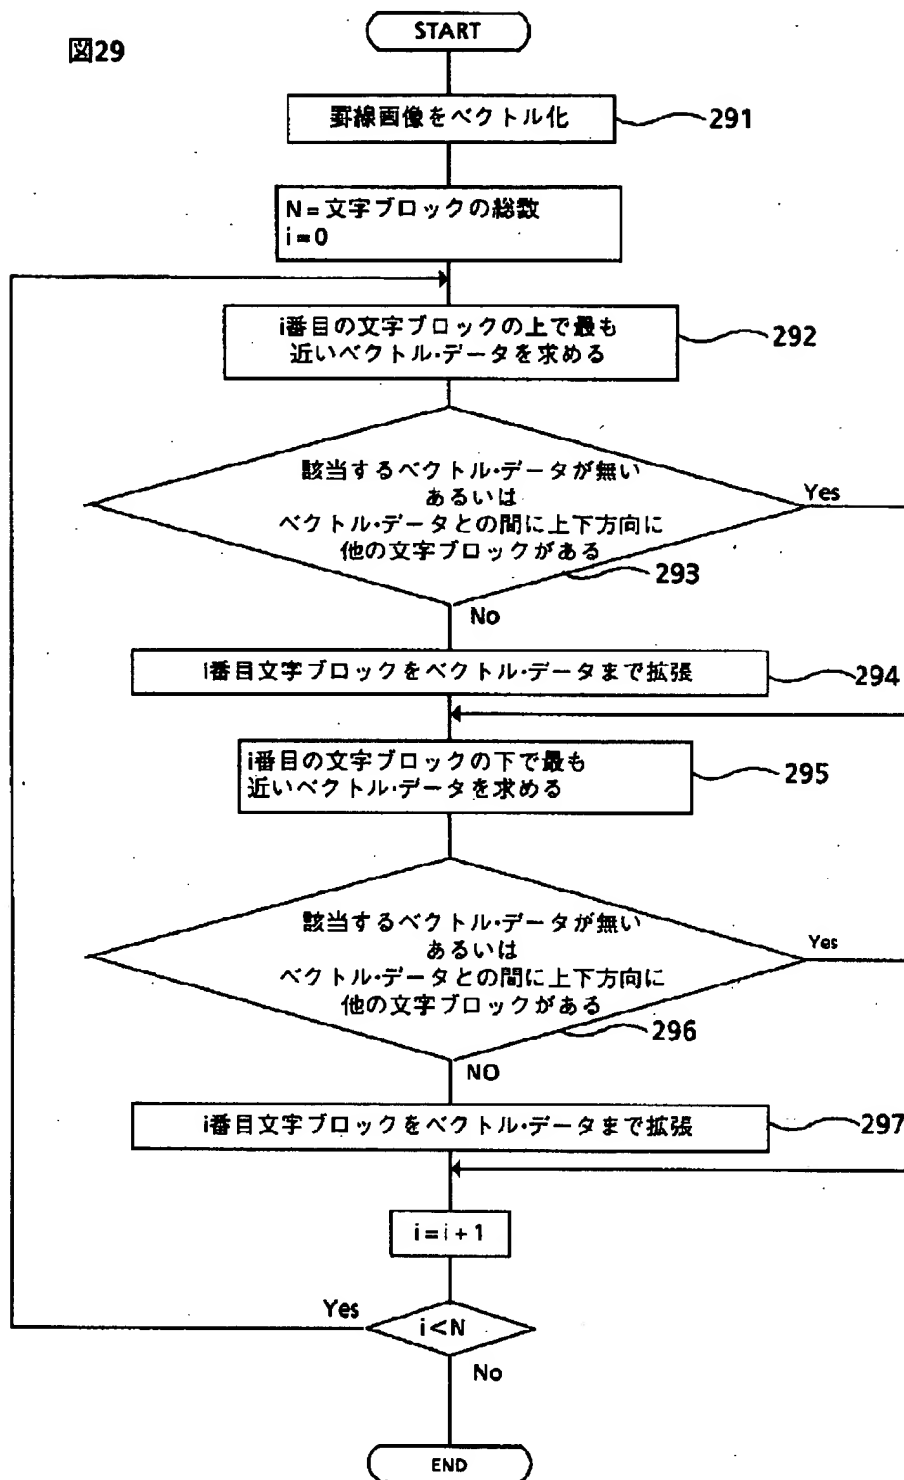 図29
START
罫線画像をベクトル化
291
N=文字ブロックの総数
i=0
i番目の文字ブロックの上で最も
近いベクトル・データを求める
292
該当するベクトル・データが無い
あるいは
ベクトル・データとの間に上下方向に
他の文字ブロックがある
Yes
293
No
i番目文字ブロックをベクトル・データまで拡張
294
i番目の文字ブロックの下で最も
近いベクトル・データを求める
295
該当するベクトル・データが無い
あるいは
ベクトル・データとの間に上下方向に
他の文字ブロックがある
Yes
296
NO
i番目文字ブロックをベクトル・データまで拡張
297
i=i+1
Yes
i<N
No
END